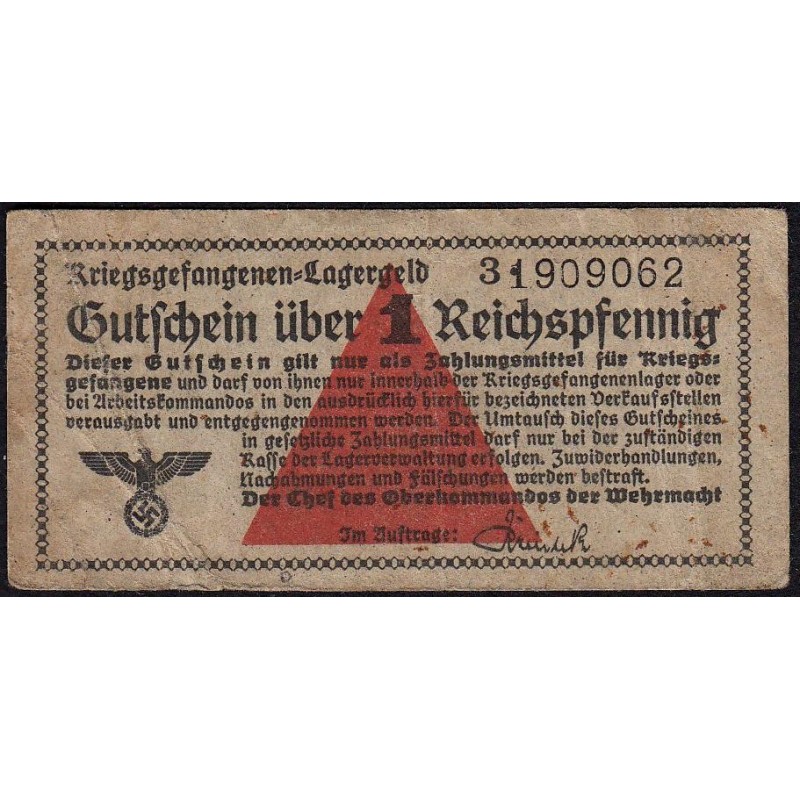 Kriegsgefangenen=Lagergeld 31909062
Gutschein über 1 Reichspfennig
Dieser Gutschein gilt nur als Zahlungsmittel für Kriegs=
gefangene und darf von ihnen nur innerhalb der Kriegsgefangenenlager oder
bei Arbeitskommandos in den ausdrücklich hierfür bezeichneten Verkaufsstellen
verausgabt und entgegengenommen werden. Der Umtausch dieses Gutscheines
in gesetzliche Zahlungsmittel darf nur bei der zuständigen
Kasse der Lagerverwaltung erfolgen. Zuwiderhandlungen,
Nachahmungen und Fälschungen werden bestraft.
Der Chef des Oberkommandos der Wehrmacht
Im Auftrage: